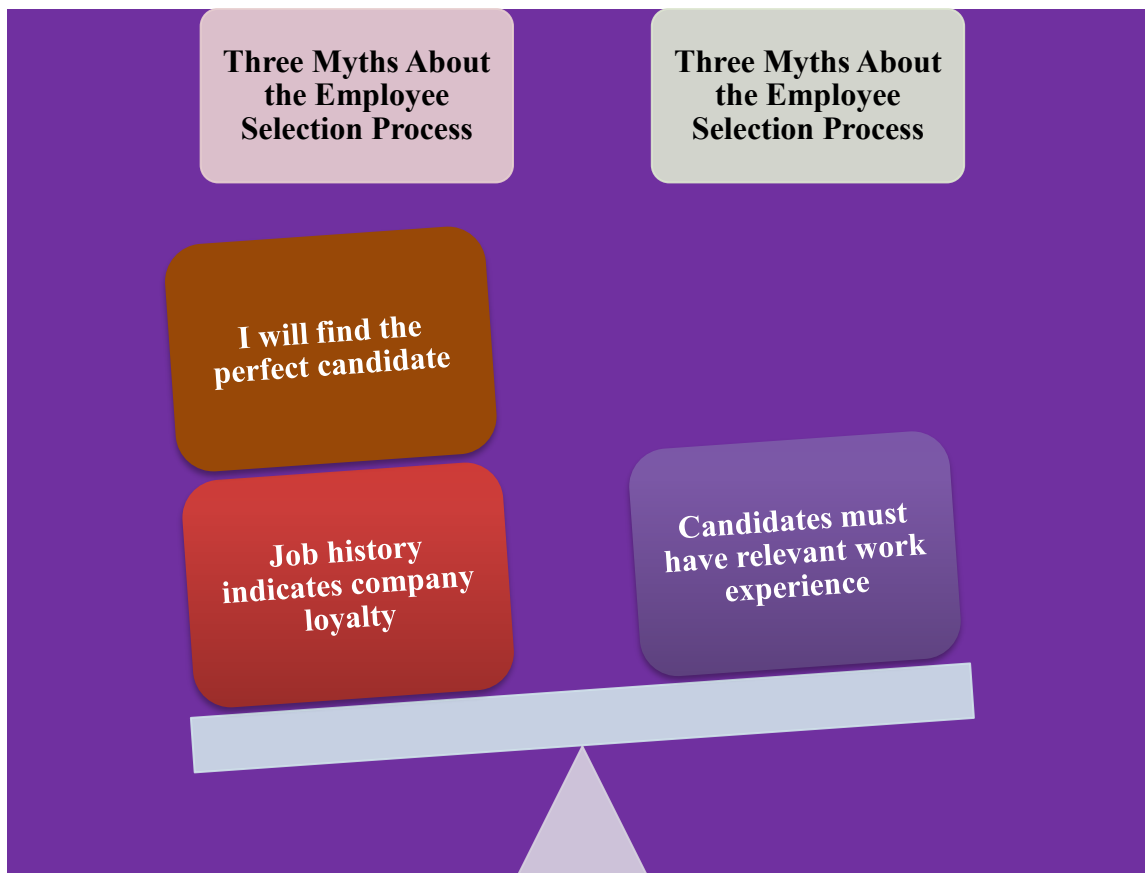 Three Myths About
the Employee
Selection Process
Three Myths About
the Employee
Selection Process
I will find the
perfect candidate
Job history
indicates company
loyalty
Candidates must
have relevant work
experience